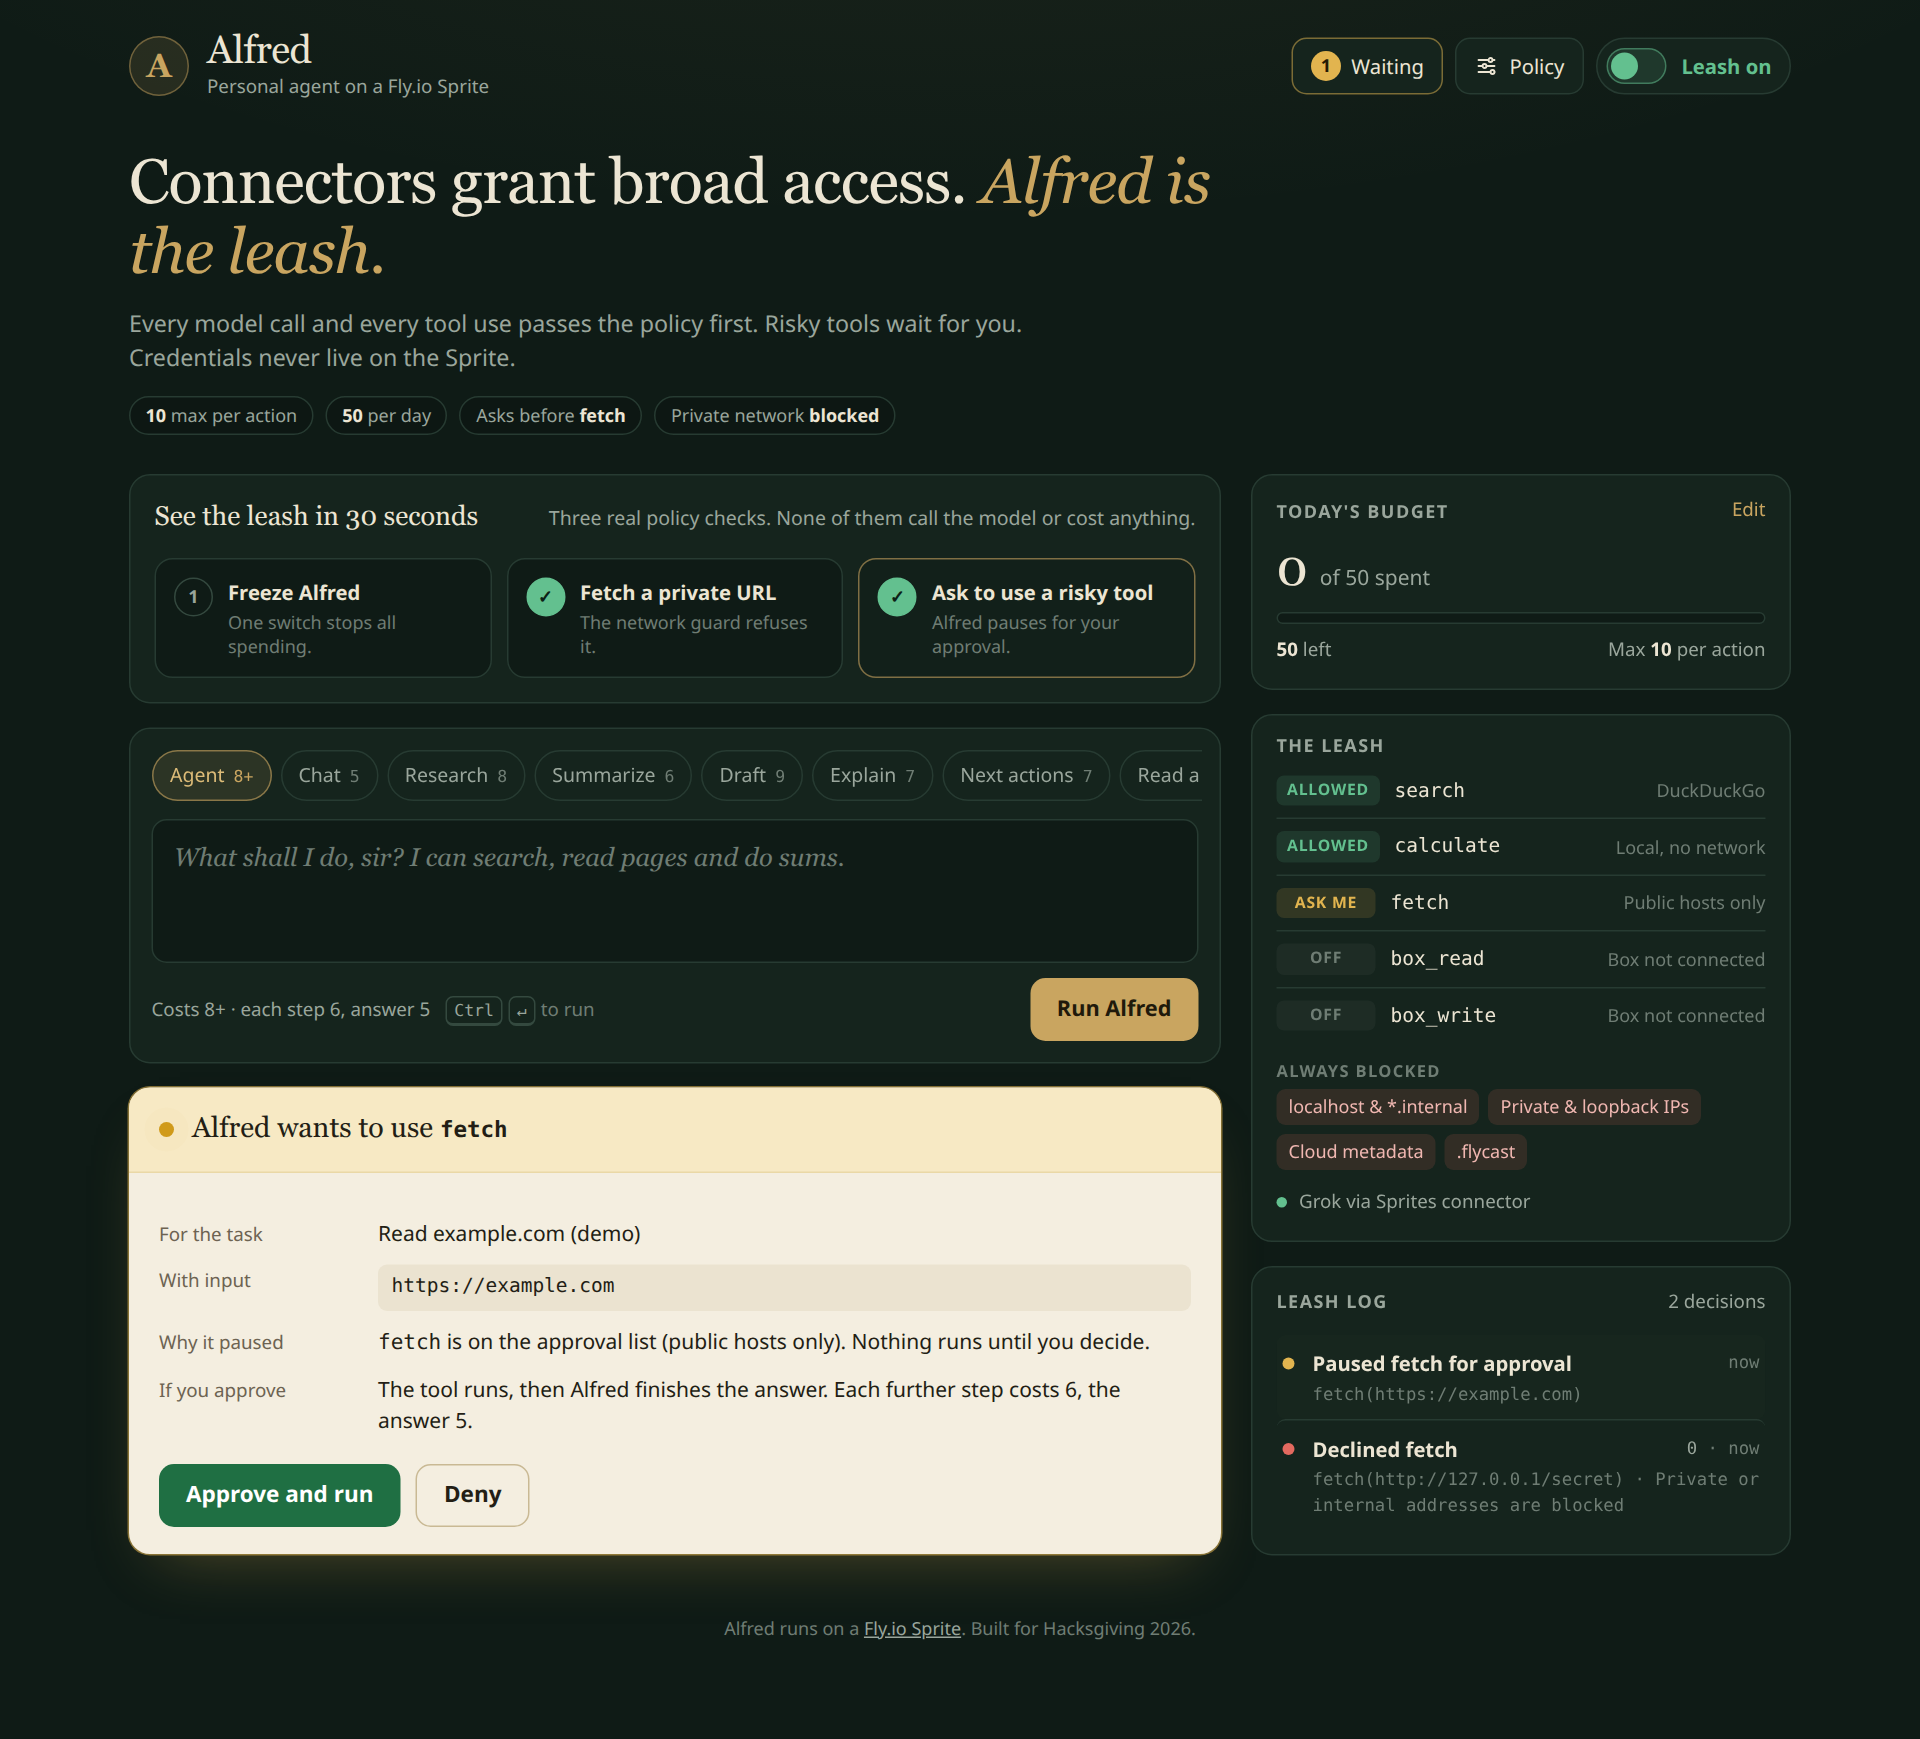 A
Alfred
Personal agent on a Fly.io Sprite
1 Waiting
Policy
Leash on
Connectors grant broad access. Alfred is
the leash.
Every model call and every tool use passes the policy first. Risky tools wait for you.
Credentials never live on the Sprite.
10 max per action
50 per day
Asks before fetch
Private network blocked
See the leash in 30 seconds
Three real policy checks. None of them call the model or cost anything.
1
Freeze Alfred
One switch stops all
spending.
✓
Fetch a private URL
The network guard refuses
it.
✓
Ask to use a risky tool
Alfred pauses for your
approval.
Agent 8+
Chat 5
Research 8
Summarize 6
Draft 9
Explain 7
Next actions 7
Read a
What shall I do, sir? I can search, read pages and do sums.
Costs 8+ · each step 6, answer 5 Ctrl ↵ to run
Run Alfred
Alfred wants to use fetch
For the task Read example.com (demo)
With input https://example.com
Why it paused fetch is on the approval list (public hosts only). Nothing runs until you decide.
If you approve The tool runs, then Alfred finishes the answer. Each further step costs 6, the
answer 5.
Approve and run
Deny
TODAY'S BUDGET
Edit
0 of 50 spent
50 left
Max 10 per action
THE LEASH
ALLOWED search DuckDuckGo
ALLOWED calculate Local, no network
ASK ME fetch Public hosts only
OFF box_read Box not connected
OFF box_write Box not connected
ALWAYS BLOCKED
localhost & *.internal
Private & loopback IPs
Cloud metadata
.flycast
Grok via Sprites connector
LEASH LOG
2 decisions
Paused fetch for approval now
fetch(https://example.com)
Declined fetch 0 · now
fetch(http://127.0.0.1/secret) · Private or
internal addresses are blocked
Alfred runs on a Fly.io Sprite. Built for Hacksgiving 2026.